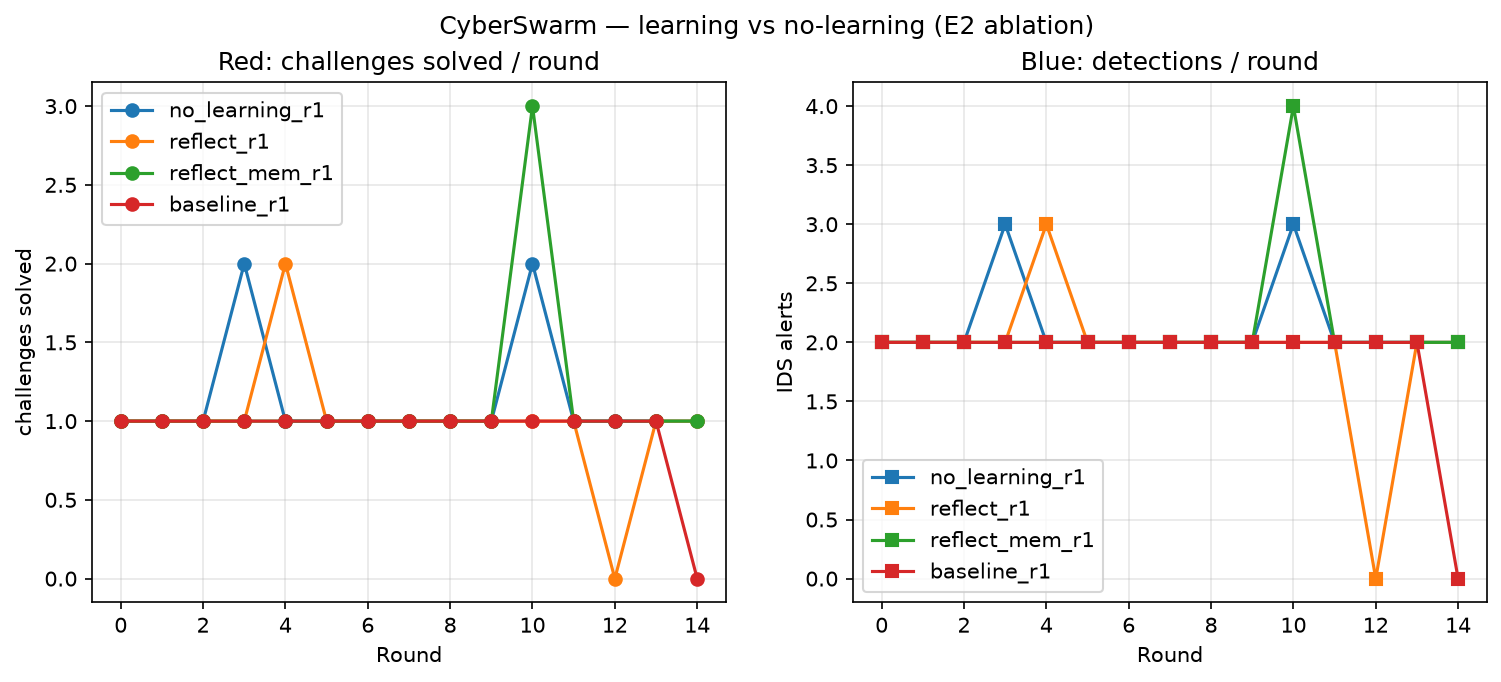 CyberSwarm — learning vs no-learning (E2 ablation)
Red: challenges solved / round
3.0
2.5
2.0
1.5
1.0
0.5
0.0
challenges solved
no_learning_r1
reflect_r1
reflect_mem_r1
baseline_r1
0 2 4 6 8 10 12 14
Round
Blue: detections / round
4.0
3.5
3.0
2.5
2.0
1.5
1.0
0.5
0.0
IDS alerts
no_learning_r1
reflect_r1
reflect_mem_r1
baseline_r1
0 2 4 6 8 10 12 14
Round